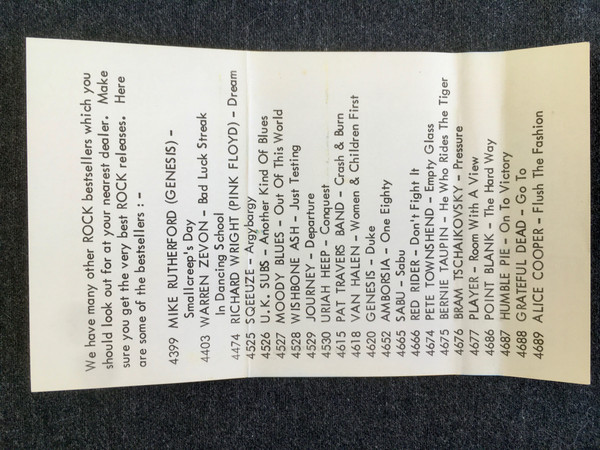 We have many other ROCK bestsellers which you
should look out for at your nearest dealer. Make
sure you get the very best ROCK releases. Here
are some of the bestsellers : -
4399 MIKE RUTHERFORD (GENESIS) -
Smallcreep's Day
4403 WARREN ZEVON - Bad Luck Streak
In Dancing School
4474 RICHARD WRIGHT (PINK FLOYD) - Dream
4525 SQEEUZE - Argybargy
4526 U.K. SUBS - Another Kind Of Blues
4527 MOODY BLUES - Out Of This World
4528 WISHBONE ASH - Just Testing
4529 JOURNEY - Departure
4530 URIAH HEEP - Conquest
4615 PAT TRAVERS BAND - Crash & Burn
4618 VAN HALEN - Women & Children First
4620 GENESIS - Duke
4652 AMBORSIA - One Eighty
4665 SABU - Sabu
4666 RED RIDER - Don't Fight It
4674 PETE TOWNSHEND - Empty Glass
4675 BERNIE TAUPIN - He Who Rides The Tiger
4676 BRAM TSCHAIKOVSKY - Pressure
4677 PLAYER - Room With A View
4686 POINT BLANK - The Hard Way
4687 HUMBLE PIE - On To Victory
4688 GRATEFUL DEAD - Go To
4689 ALICE COOPER - Flush The Fashion